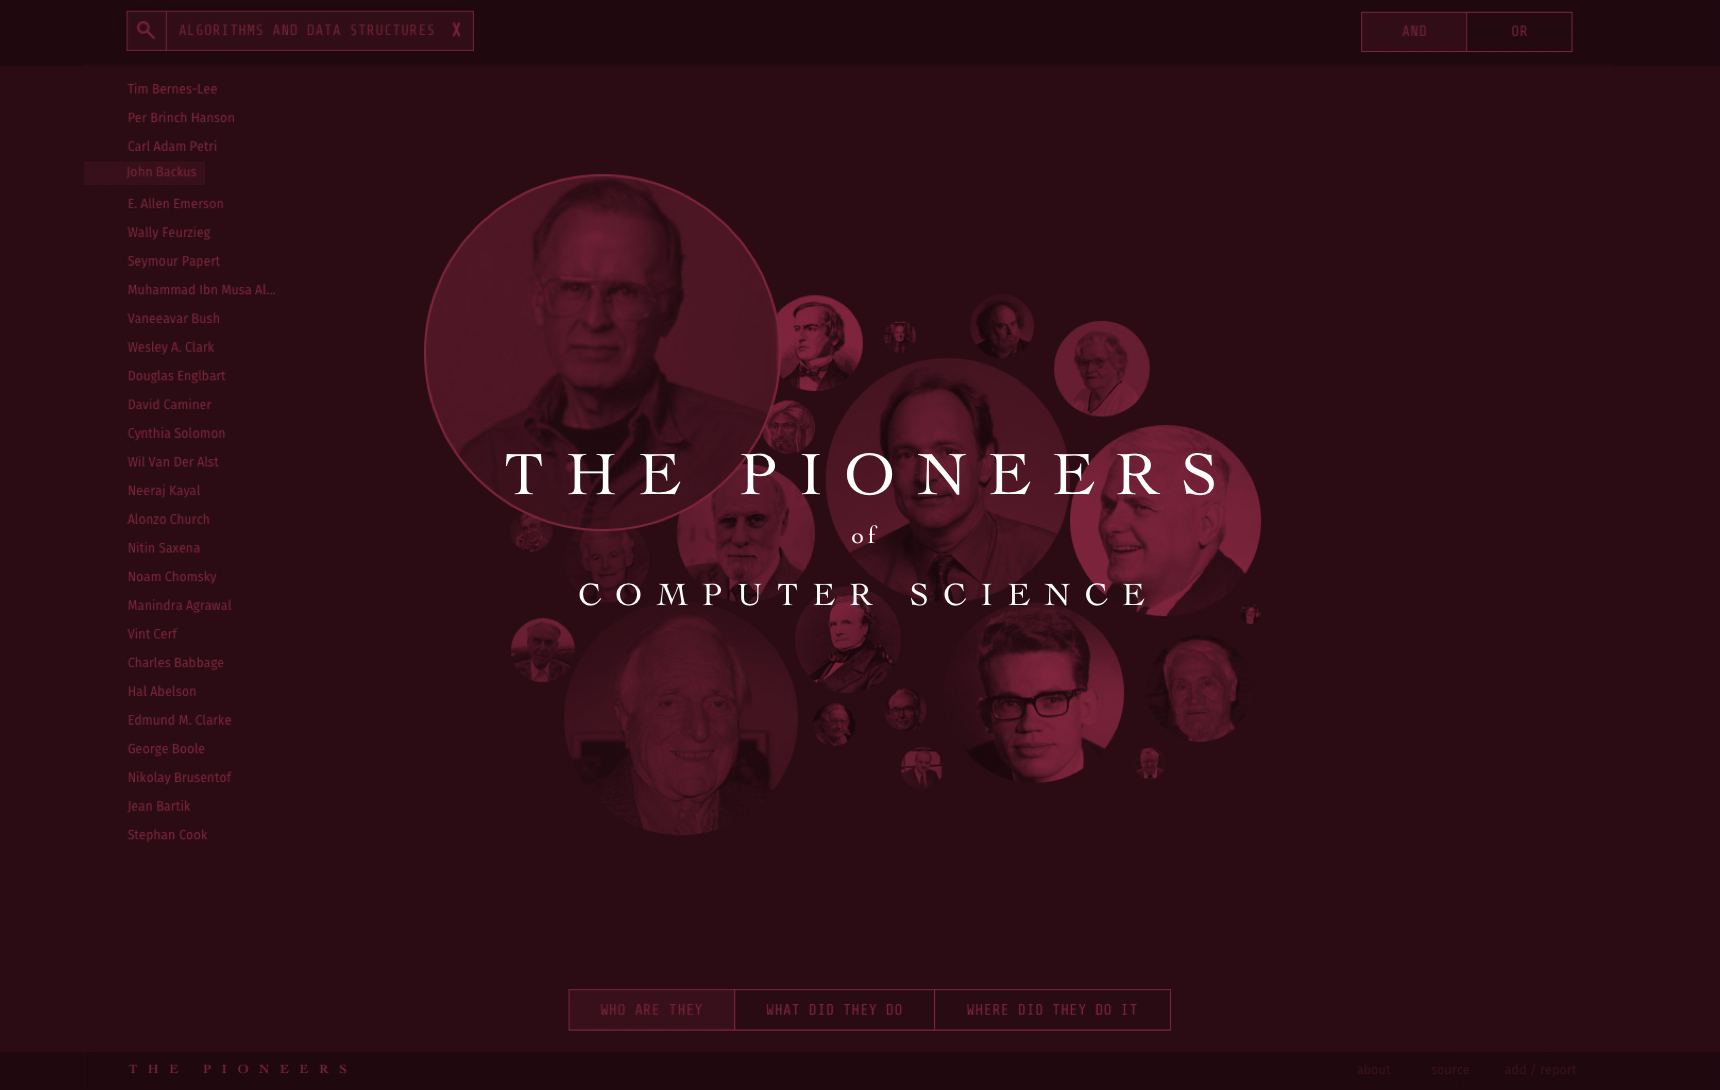 ALGORITHMS AND DATA STRUCTURES X
AND OR
Tim Bernes-Lee
Per Brinch Hanson
Carl Adam Petri
John Backus
E. Allen Emerson
Wally Feurzieg
Seymour Papert
Muhammad Ibn Musa Al...
Vaneeavar Bush
Wesley A. Clark
Douglas Englbart
David Caminer
Cynthia Solomon
Wil Van Der Alst
Neeraj Kayal
Alonzo Church
Nitin Saxena
Noam Chomsky
Manindra Agrawal
Vint Cerf
Charles Babbage
Hal Abelson
Edmund M. Clarke
George Boole
Nikolay Brusentof
Jean Bartik
Stephan Cook
THE PIONEERS
of
COMPUTER SCIENCE
WHO ARE THEY WHAT DID THEY DO WHERE DID THEY DO IT
THE PIONEERS
about source add / report